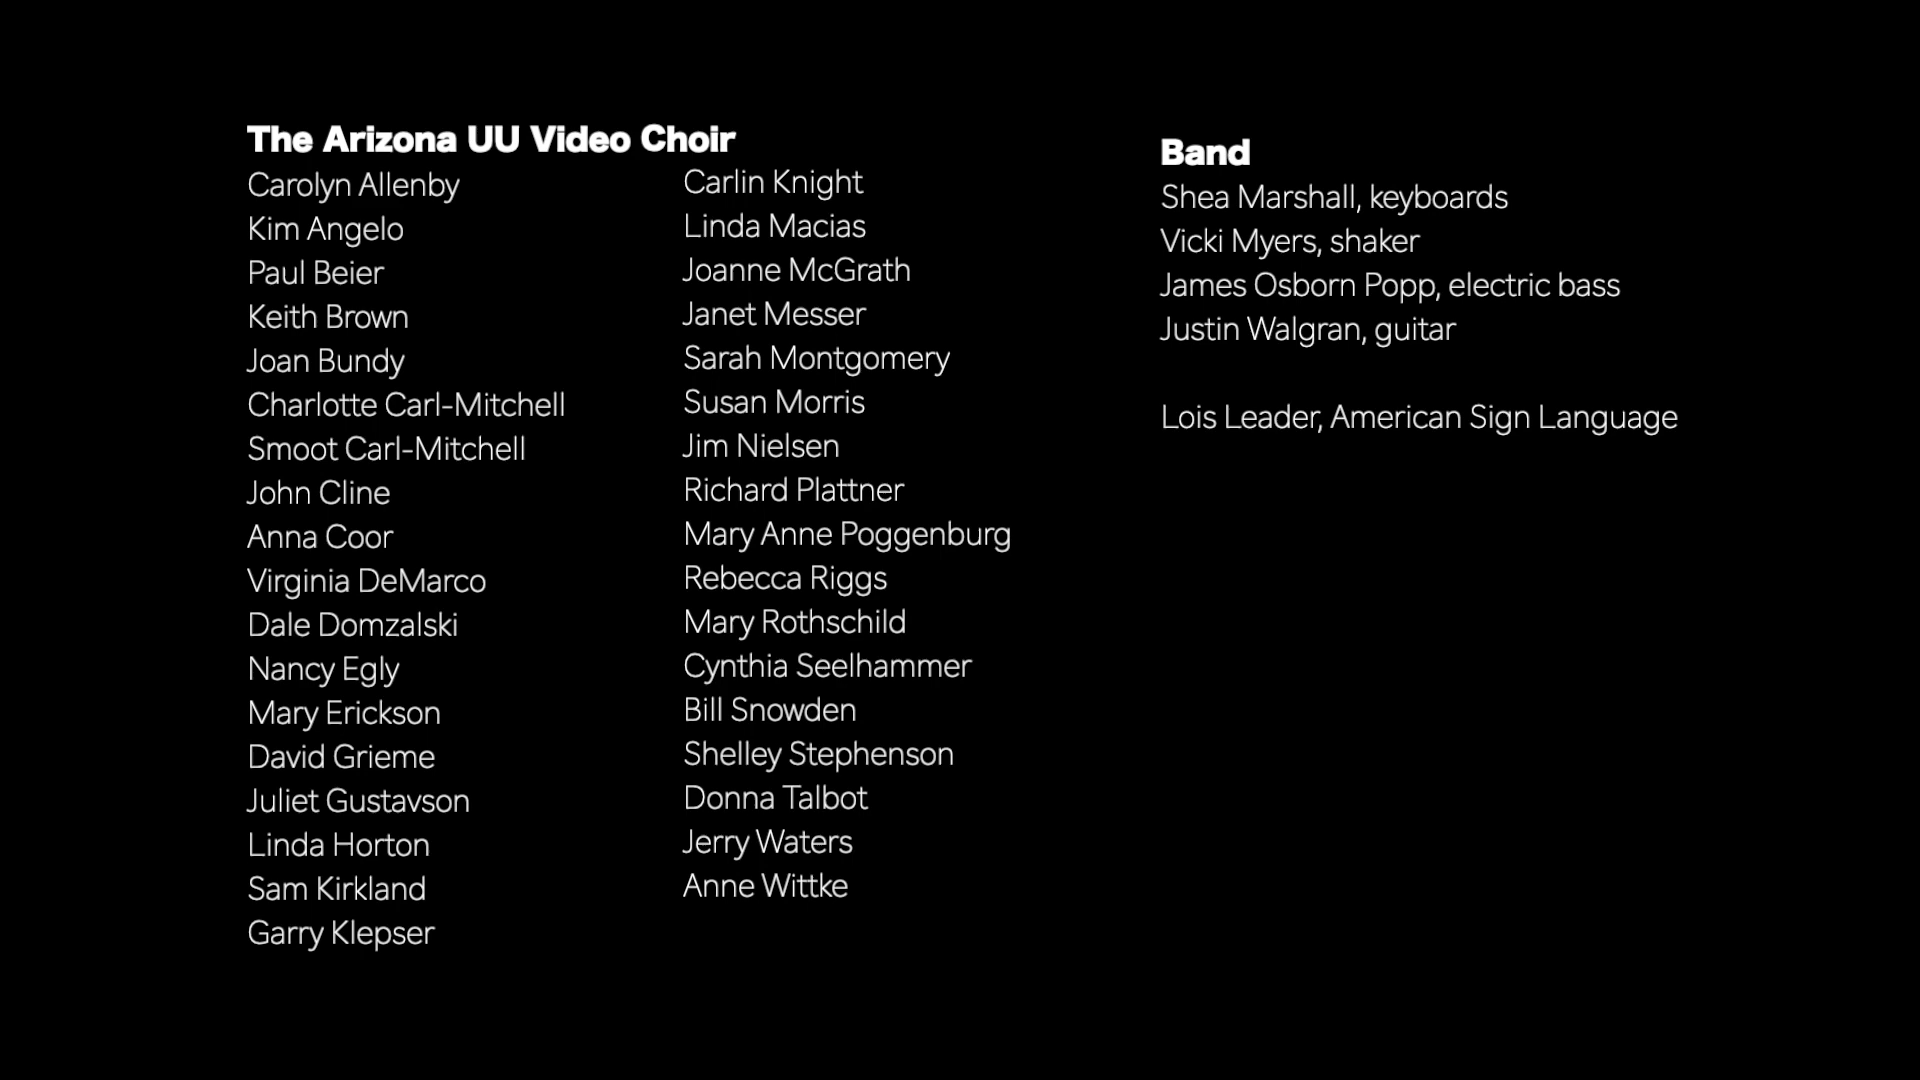 The Arizona UU Video Choir
Carolyn Allenby
Kim Angelo
Paul Beier
Keith Brown
Joan Bundy
Charlotte Carl-Mitchell
Smoot Carl-Mitchell
John Cline
Anna Coor
Virginia DeMarco
Dale Domzalski
Nancy Egly
Mary Erickson
David Grieme
Juliet Gustavson
Linda Horton
Sam Kirkland
Garry Klepser
Carlin Knight
Linda Macias
Joanne McGrath
Janet Messer
Sarah Montgomery
Susan Morris
Jim Nielsen
Richard Plattner
Mary Anne Poggenburg
Rebecca Riggs
Mary Rothschild
Cynthia Seelhammer
Bill Snowden
Shelley Stephenson
Donna Talbot
Jerry Waters
Anne Wittke
Band
Shea Marshall, keyboards
Vicki Myers, shaker
James Osborn Popp, electric bass
Justin Walgran, guitar
Lois Leader, American Sign Language